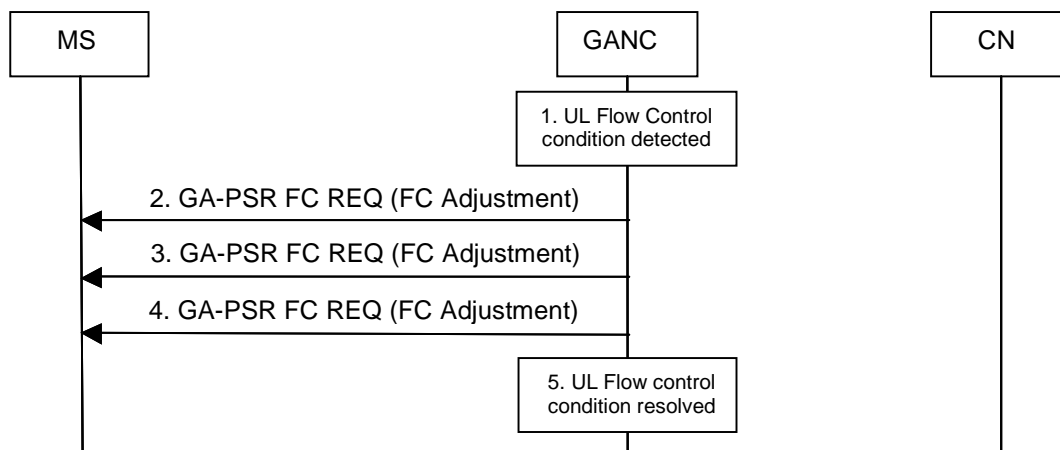 MS
GANC
CN
1. UL Flow Control
condition detected
2. GA-PSR FC REQ (FC Adjustment)
3. GA-PSR FC REQ (FC Adjustment)
4. GA-PSR FC REQ (FC Adjustment)
5. UL Flow control
condition resolved